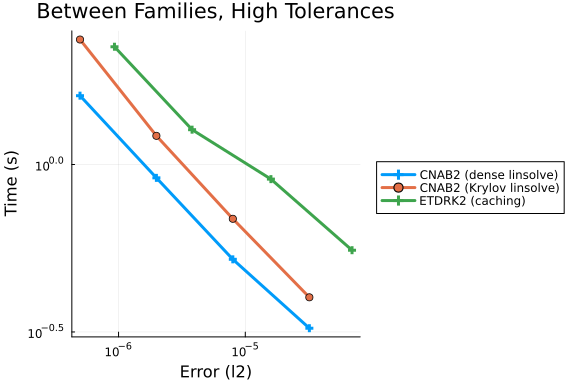 Between Families, High Tolerances
Time (s)
10^0.0
10^-0.5
10^-6
10^-5
Error (l2)
CNAB2 (dense linsolve)
CNAB2 (Krylov linsolve)
ETDRK2 (caching)